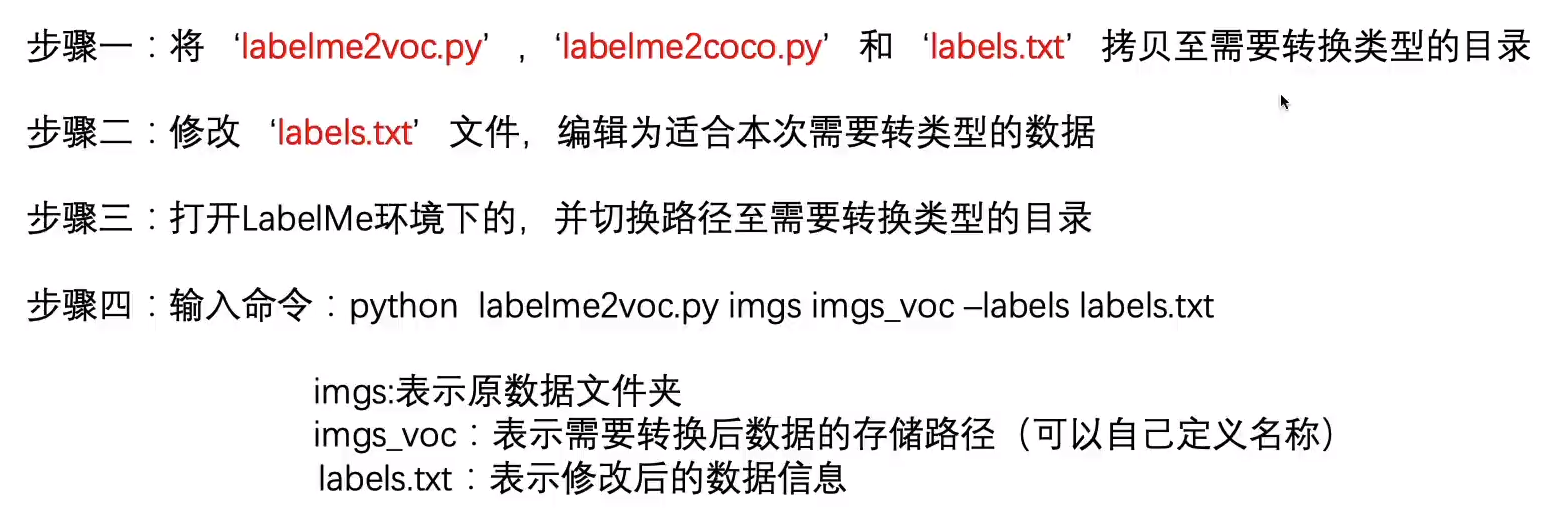 步骤一：将 ‘labelme2voc.py’ ，‘labelme2coco.py’ 和 ‘labels.txt’ 拷贝至需要转换类型的目录
步骤二：修改 ‘labels.txt’ 文件，编辑为适合本次需要转类型的数据
步骤三：打开LabelMe环境下的，并切换路径至需要转换类型的目录
步骤四：输入命令：python labelme2voc.py imgs imgs_voc –labels labels.txt
imgs:表示原数据文件夹
imgs_voc：表示需要转换后数据的存储路径（可以自己定义名称）
labels.txt：表示修改后的数据信息